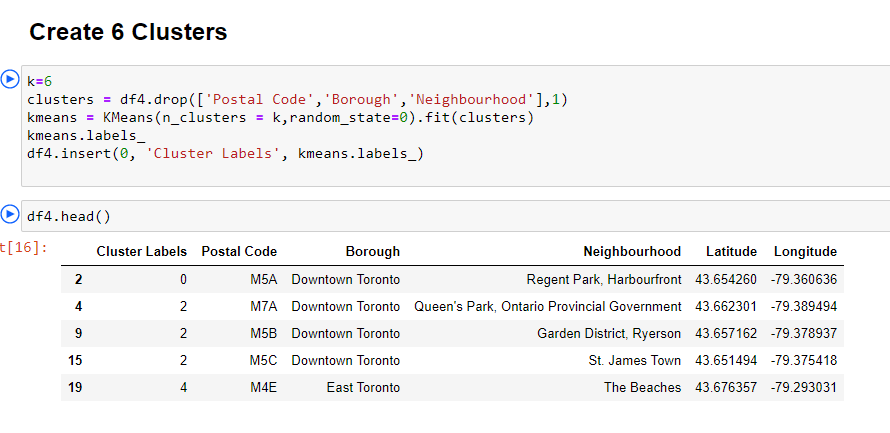 Create 6 Clusters
k=6
clusters = df4.drop(['Postal Code','Borough','Neighbourhood'],1)
kmeans = KMeans(n_clusters = k,random_state=0).fit(clusters)
kmeans.labels_
df4.insert(0, 'Cluster Labels', kmeans.labels_)
df4.head()
t[16]:
Cluster Labels Postal Code Borough Neighbourhood Latitude Longitude
2 0 M5A Downtown Toronto Regent Park, Harbourfront 43.654260 -79.360636
4 2 M7A Downtown Toronto Queen's Park, Ontario Provincial Government 43.662301 -79.389494
9 2 M5B Downtown Toronto Garden District, Ryerson 43.657162 -79.378937
15 2 M5C Downtown Toronto St. James Town 43.651494 -79.375418
19 4 M4E East Toronto The Beaches 43.676357 -79.293031